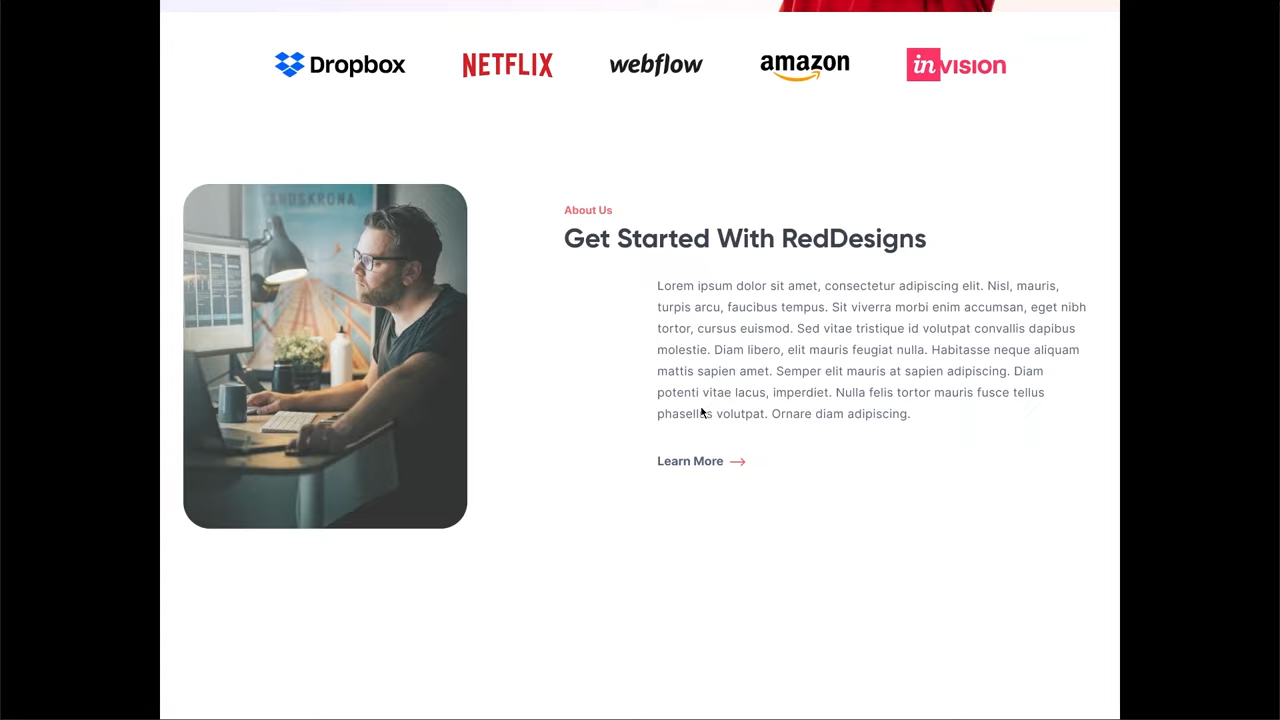 Dropbox
NETFLIX
webflow
amazon
invision
ANDSKRONA
About Us
Get Started With RedDesigns
Lorem ipsum dolor sit amet, consectetur adipiscing elit. Nisl, mauris,
turpis arcu, faucibus tempus. Sit viverra morbi enim accumsan, eget nibh
tortor, cursus euismod. Sed vitae tristique id volutpat convallis dapibus
molestie. Diam libero, elit mauris feugiat nulla. Habitasse neque aliquam
mattis sapien amet. Semper elit mauris at sapien adipiscing. Diam
potenti vitae lacus, imperdiet. Nulla felis tortor mauris fusce tellus
phasellus volutpat. Ornare diam adipiscing.
Learn More